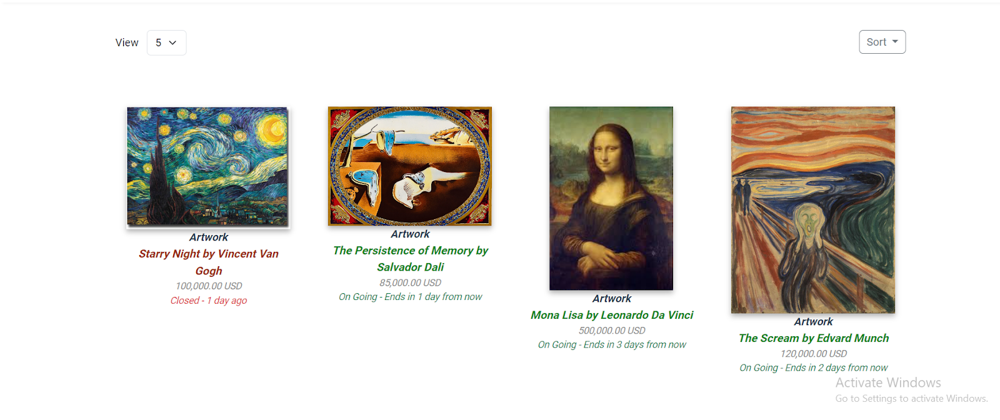 View
5
Sort
Artwork
Starry Night by Vincent Van
Gogh
100,000.00 USD
Closed - 1 day ago
Artwork
The Persistence of Memory by
Salvador Dali
85,000.00 USD
On Going - Ends in 1 day from now
Artwork
Mona Lisa by Leonardo Da Vinci
500,000.00 USD
On Going - Ends in 3 days from now
Artwork
The Scream by Edvard Munch
120,000.00 USD
On Going - Ends in 2 days from now
Activate Windows
Go to Settings to activate Windows.